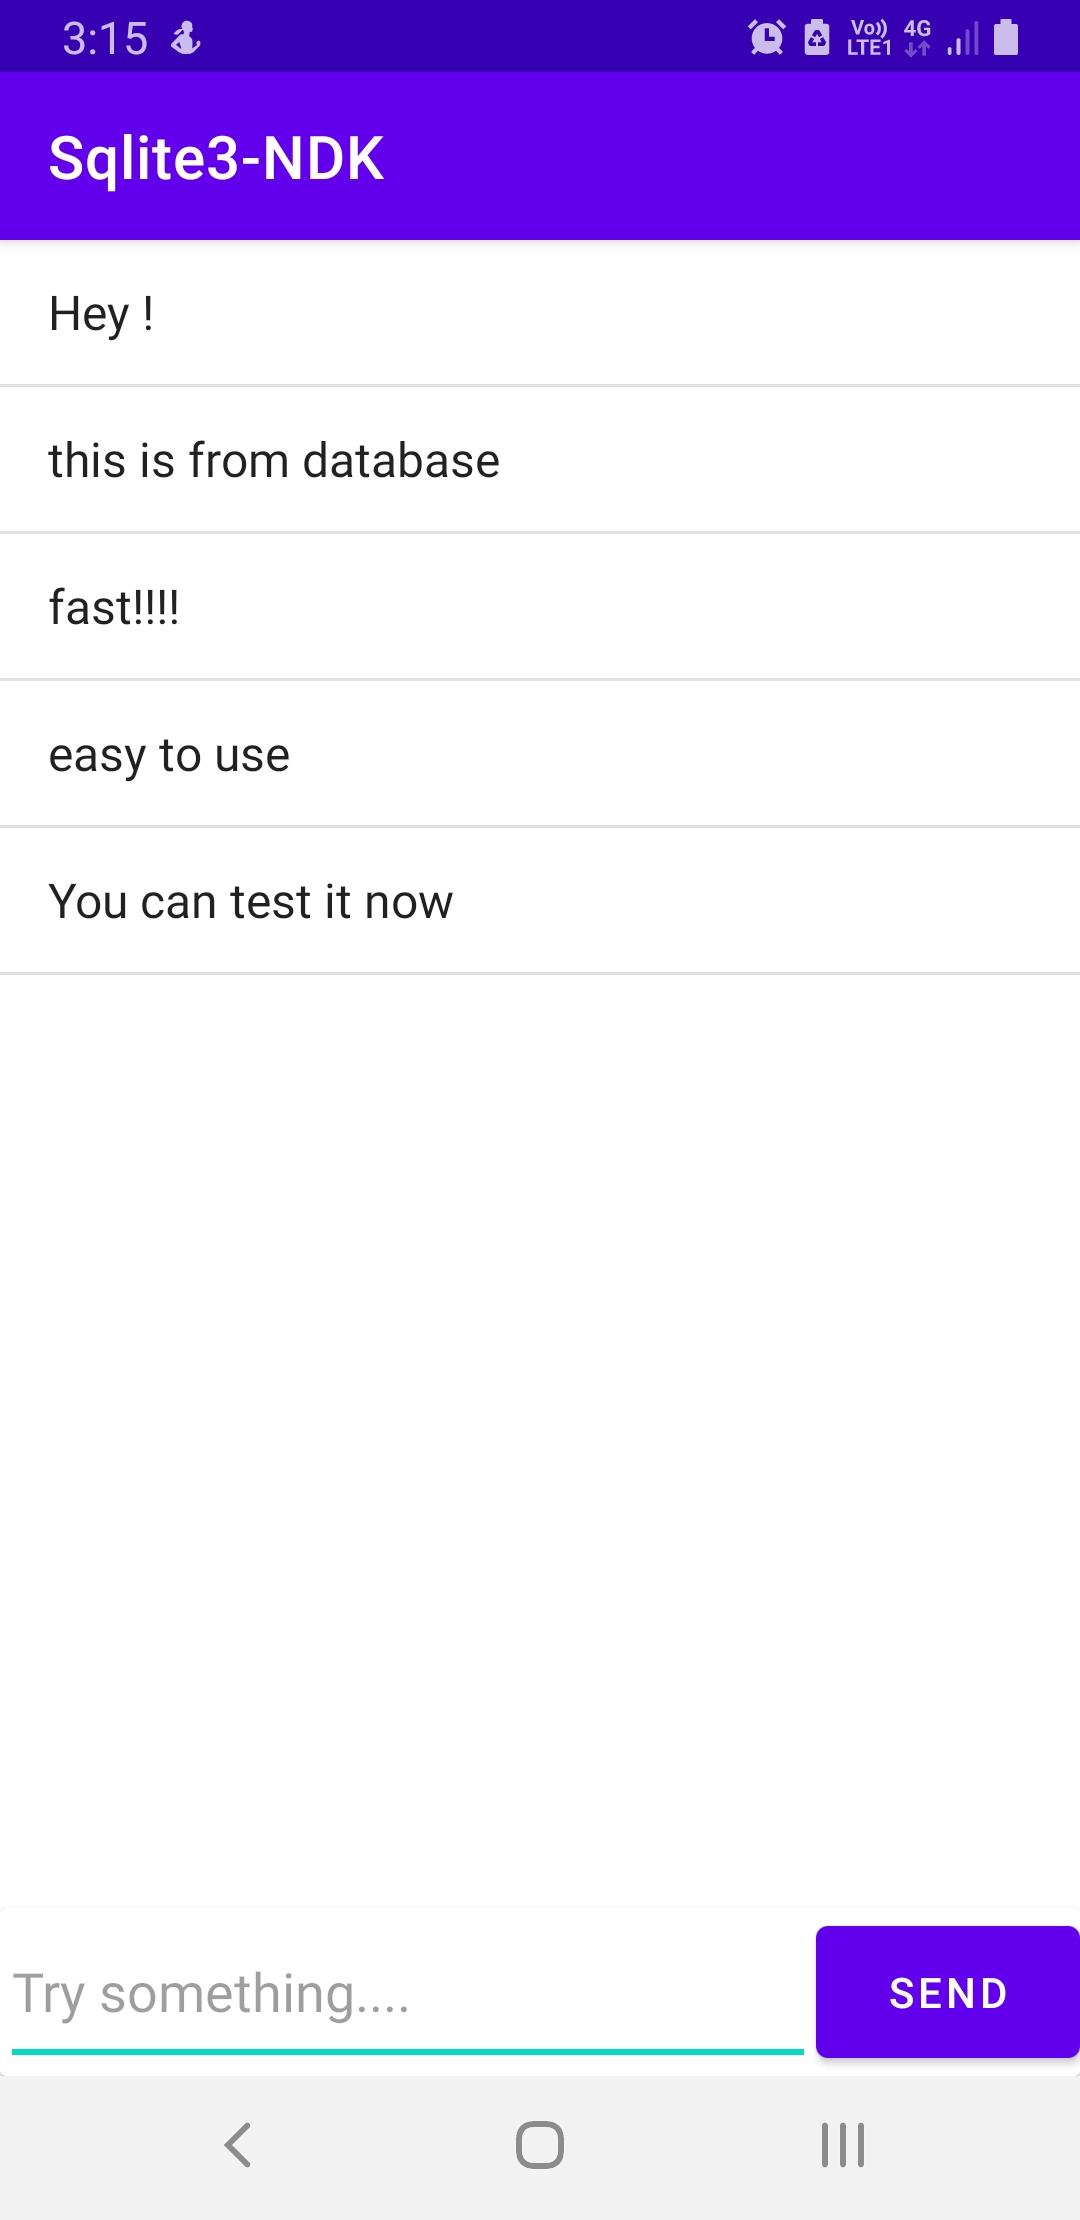 3:15
Vo)) LTE1 4G
Sqlite3-NDK
Hey !
this is from database
fast!!!!
easy to use
You can test it now
Try something....
SEND